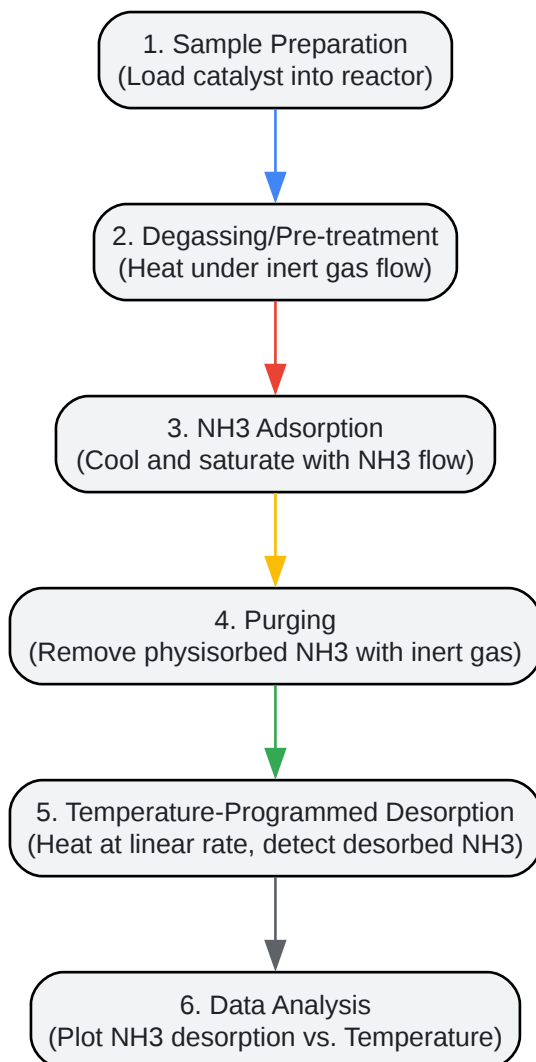 1. Sample Preparation
(Load catalyst into reactor)
2. Degassing/Pre-treatment
(Heat under inert gas flow)
3. NH3 Adsorption
(Cool and saturate with NH3 flow)
4. Purging
(Remove physisorbed NH3 with inert gas)
5. Temperature-Programmed Desorption
(Heat at linear rate, detect desorbed NH3)
6. Data Analysis
(Plot NH3 desorption vs. Temperature)